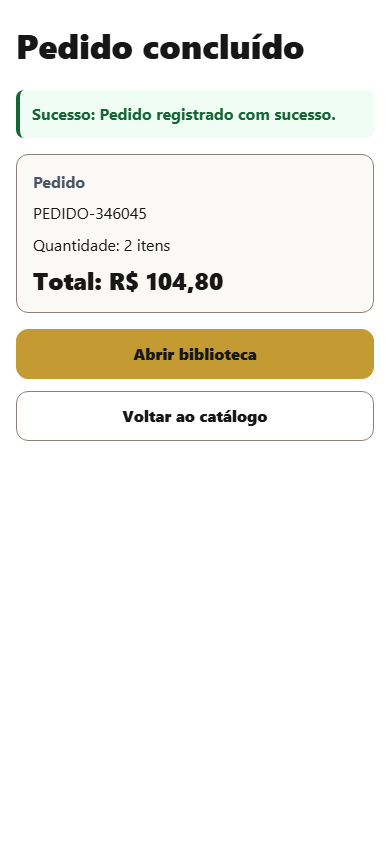 Pedido concluído
Sucesso: Pedido registrado com sucesso.
Pedido
PEDIDO-346045
Quantidade: 2 itens
Total: R$ 104,80
Abrir biblioteca
Voltar ao catálogo